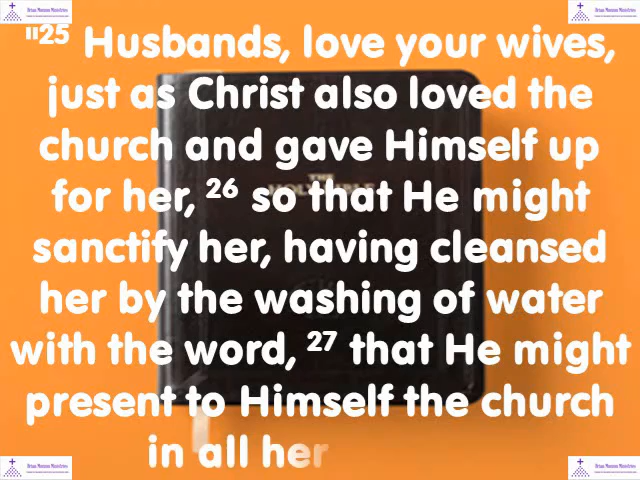 "25 Husbands, love your wives,
just as Christ also loved the
church and gave Himself up
for her, 26 so that He might
sanctify her, having cleansed
her by the washing of water
with the word, 27 that He might
present to Himself the church
in all her